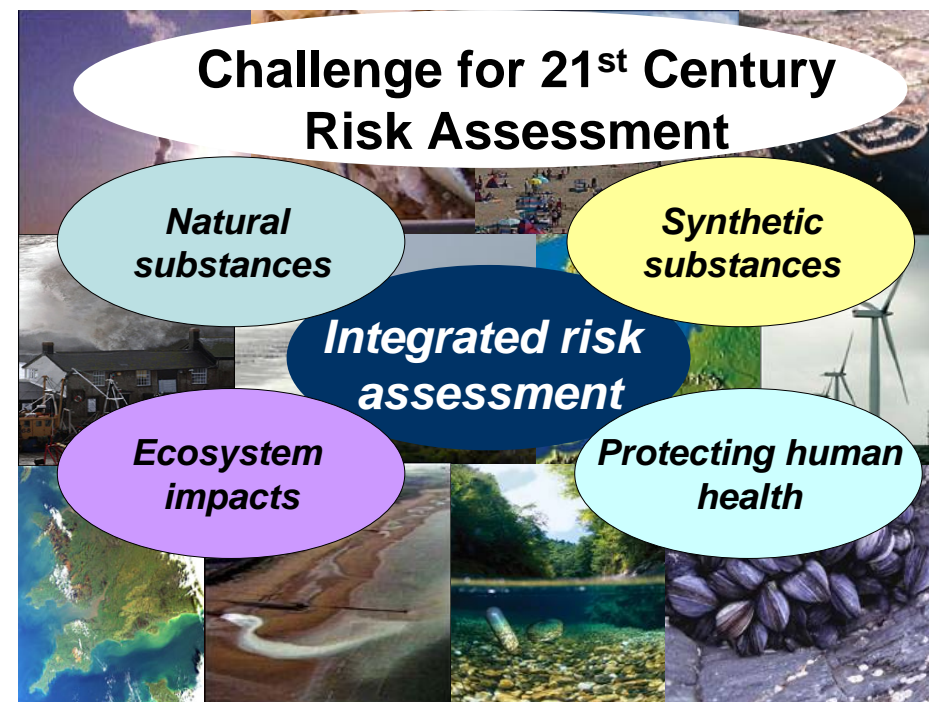 Challenge for 21st Century
Risk Assessment
Natural
substances
Synthetic
substances
Integrated risk
assessment
Ecosystem
impacts
Protecting human
health